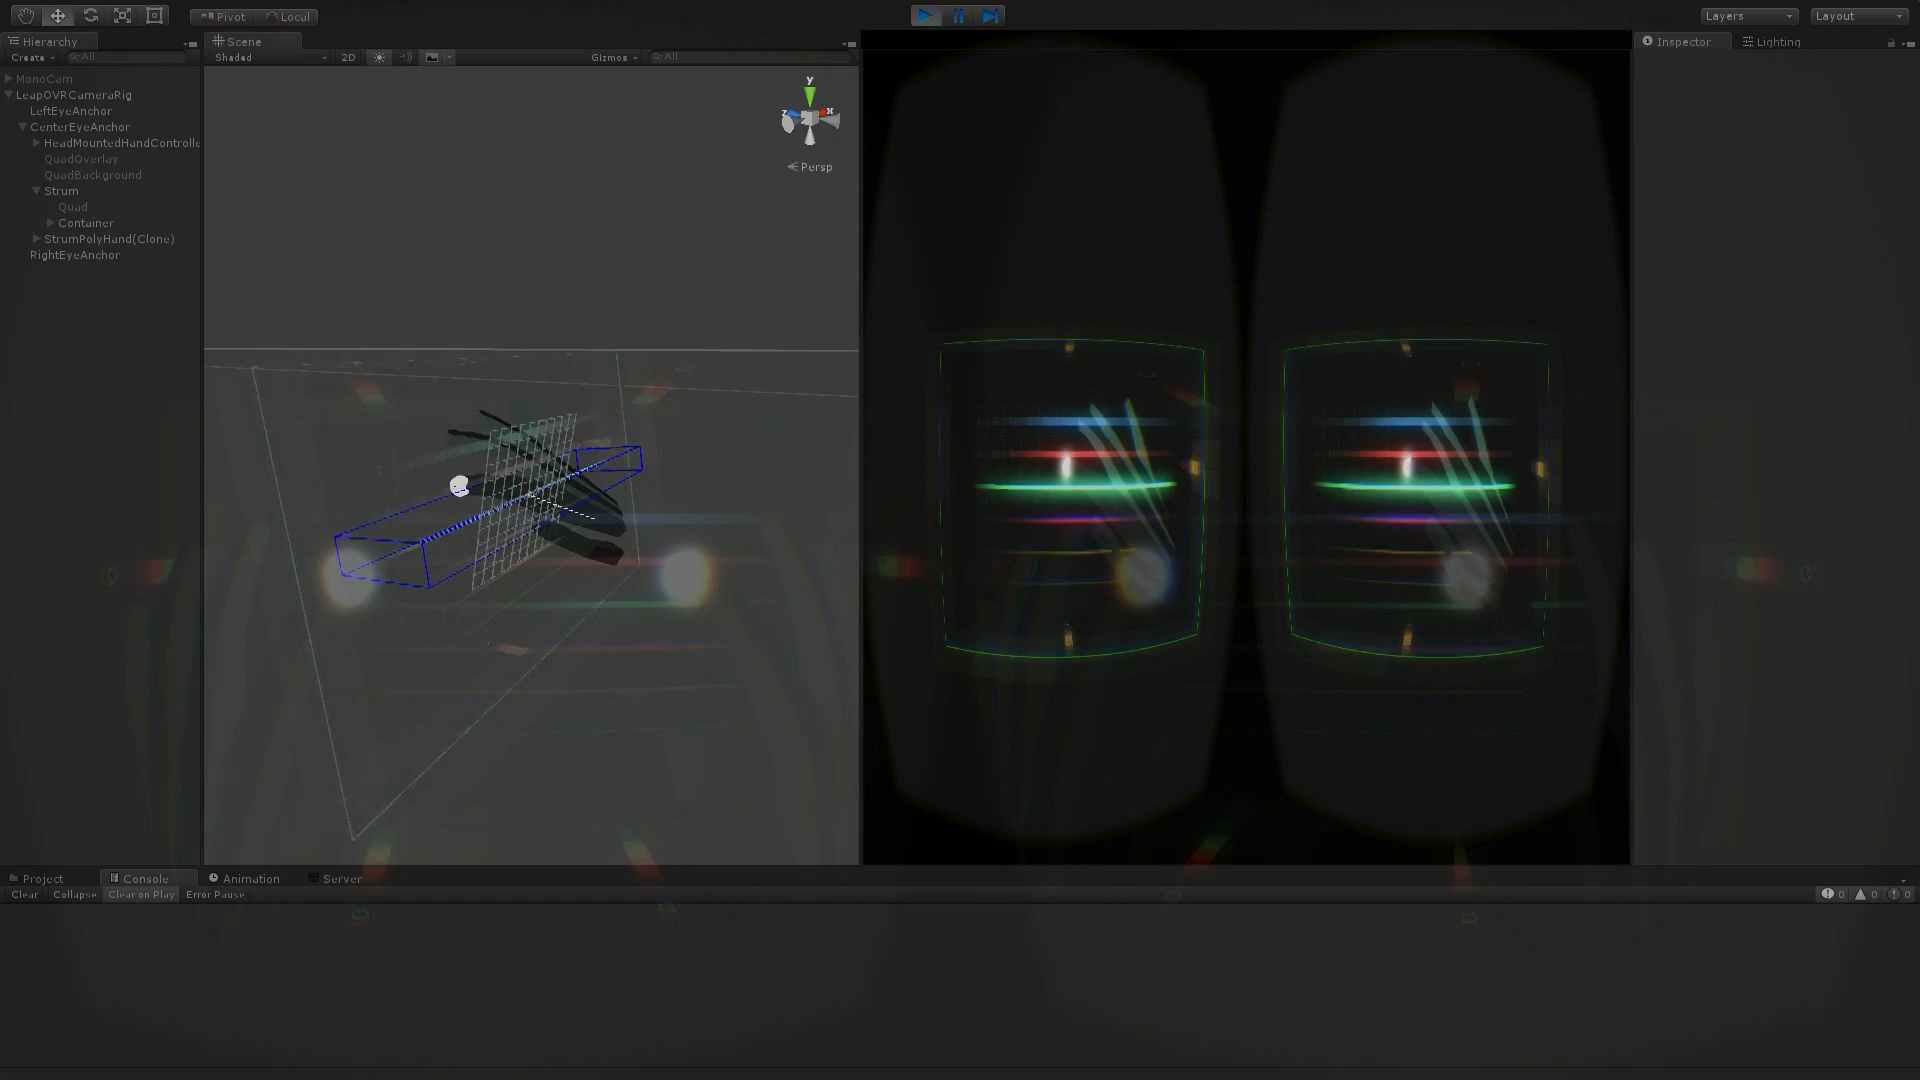 Pivot Local Layers Layout
Hierarchy Scene Inspector Lighting
Create All Shaded 2D Gizmos All
MonoCam
LeapOVRCameraRig
LeftEyeAnchor
CenterEyeAnchor
HeadMountedHandControlle
QuadOverlay
QuadBackground
Strum
Quad
Container
StrumPolyHand(Clone)
RightEyeAnchor
y
z x
Persp
Project Console Animation Server
Clear Collapse Clear on Play Error Pause 0 0 0